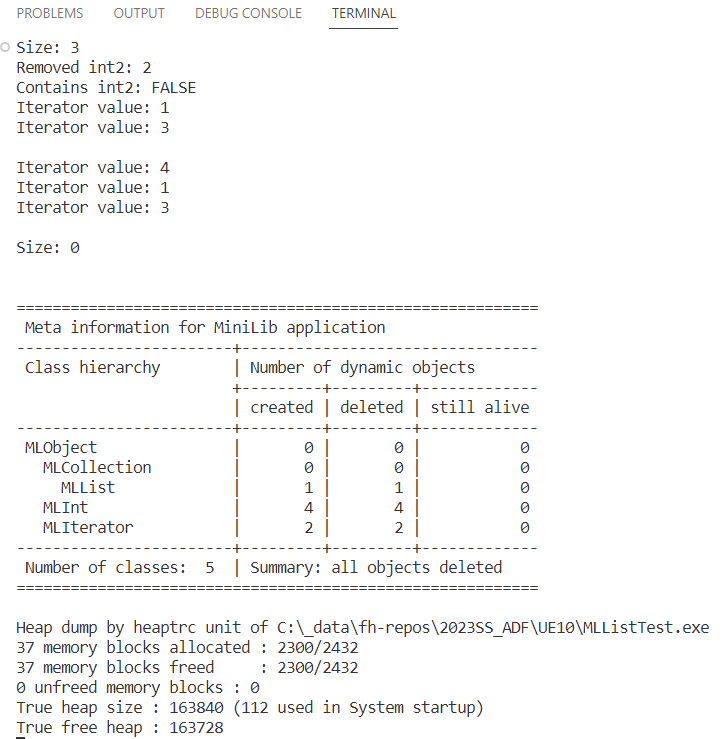 PROBLEMS OUTPUT DEBUG CONSOLE TERMINAL
Size: 3
Removed int2: 2
Contains int2: FALSE
Iterator value: 1
Iterator value: 3
Iterator value: 4
Iterator value: 1
Iterator value: 3
Size: 0
==========================================================
 Meta information for MiniLib application
------------------------+---------------------------------
 Class hierarchy        | Number of dynamic objects
                        +---------+---------+-------------
                        | created | deleted | still alive
------------------------+---------+---------+-------------
 MLObject               |       0 |       0 |           0
   MLCollection         |       0 |       0 |           0
     MLList             |       1 |       1 |           0
   MLInt                |       4 |       4 |           0
   MLIterator           |       2 |       2 |           0
------------------------+---------+---------+-------------
 Number of classes:  5  | Summary: all objects deleted
==========================================================
Heap dump by heaptrc unit of C:\_data\fh-repos\2023SS_ADF\UE10\MLListTest.exe
37 memory blocks allocated : 2300/2432
37 memory blocks freed     : 2300/2432
0 unfreed memory blocks : 0
True heap size : 163840 (112 used in System startup)
True free heap : 163728